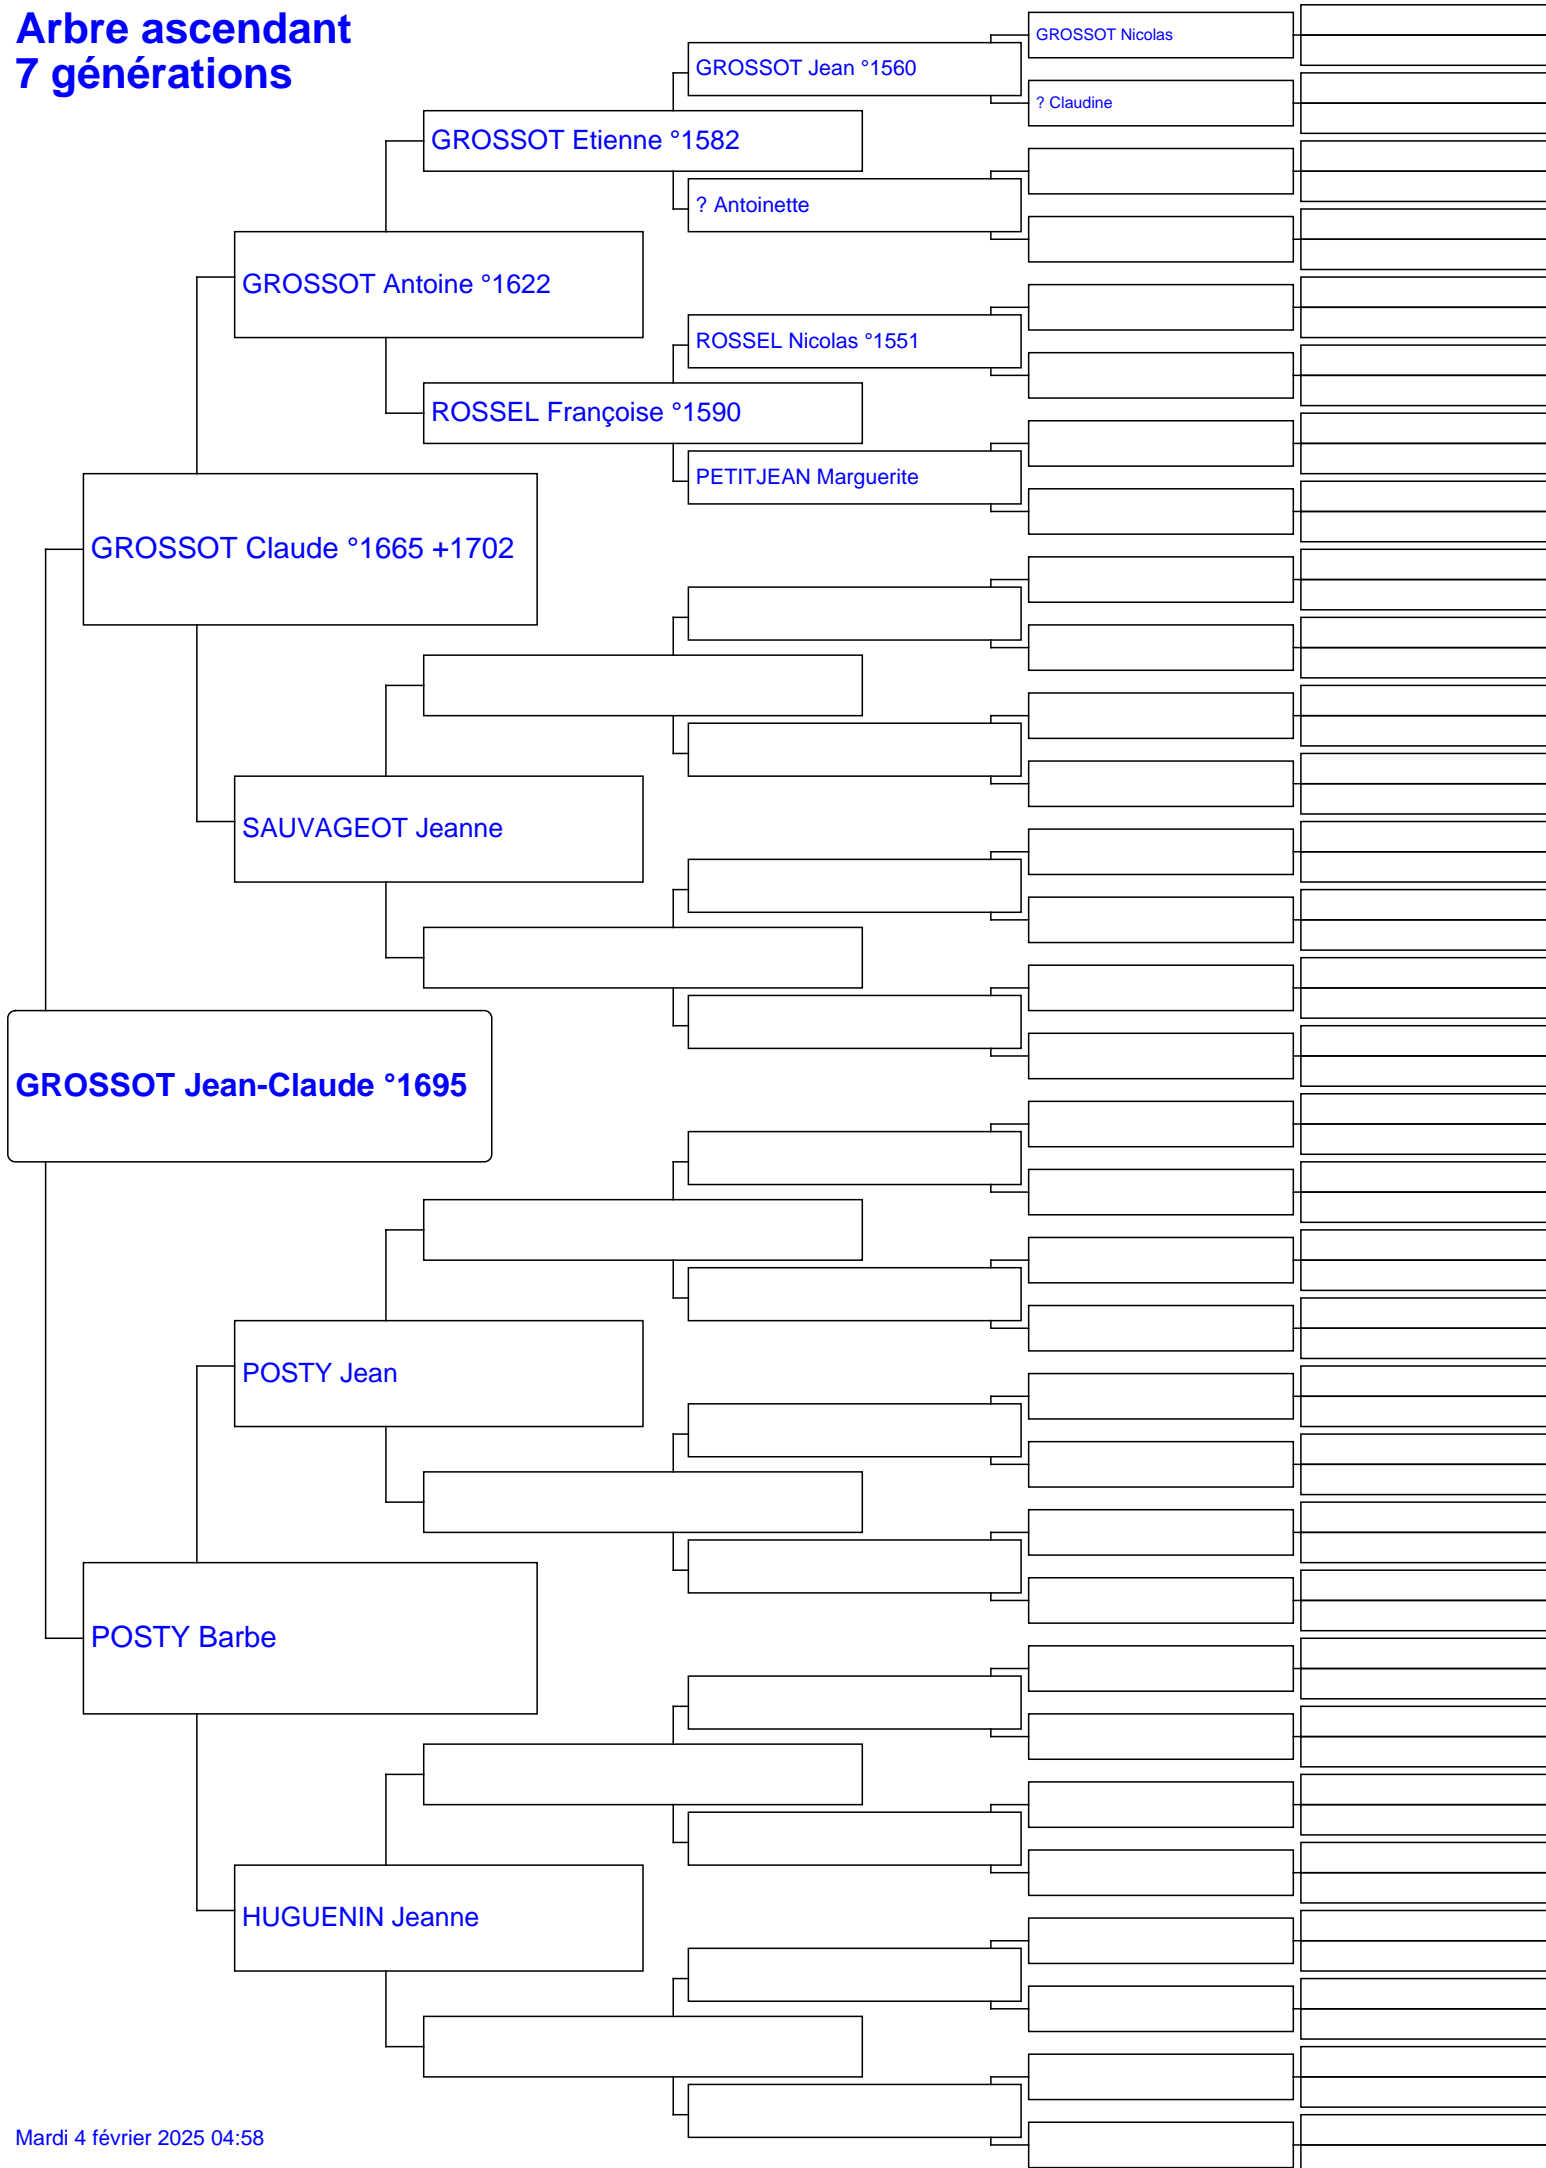 Arbre ascendant
7 générations
GROSSOT Nicolas
GROSSOT Jean °1560
? Claudine
GROSSOT Etienne °1582
? Antoinette
GROSSOT Antoine °1622
ROSSEL Nicolas °1551
ROSSEL Françoise °1590
PETITJEAN Marguerite
GROSSOT Claude °1665 +1702
SAUVAGEOT Jeanne
GROSSOT Jean-Claude °1695
POSTY Jean
POSTY Barbe
HUGUENIN Jeanne
Mardi 4 février 2025 04:58